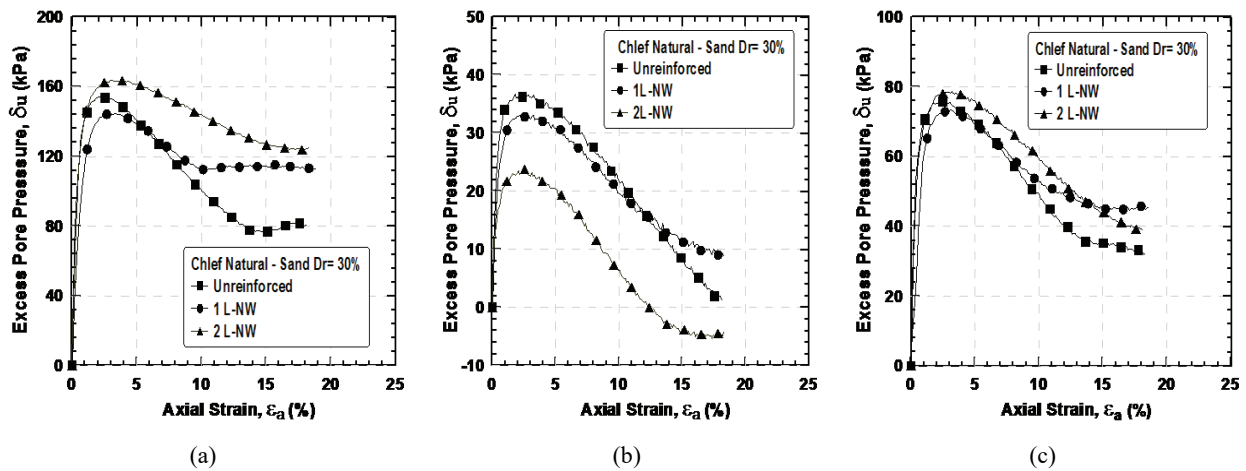 Excess Pore Presssure, δu (kPa)
200
160
120
80
40
0
Chlef Natural - Sand Dr= 30%
Unreinforced
1 L-NW
2 L-NW
0 5 10 15 20 25
Axial Strain, εa (%)
(a)
Excess Pore Pressure, δu (kPa)
50
40
30
20
10
0
-10
Chlef Natural - Sand Dr= 30%
Unreinforced
1L-NW
2L-NW
0 5 10 15 20 25
Axial Strain, εa (%)
(b)
Excess Pore Pressure, δu (kPa)
100
80
60
40
20
0
Chlef Natural - Sand Dr= 30%
Unreinforced
1 L-NW
2 L-NW
0 5 10 15 20 25
Axial Strain, εa (%)
(c)